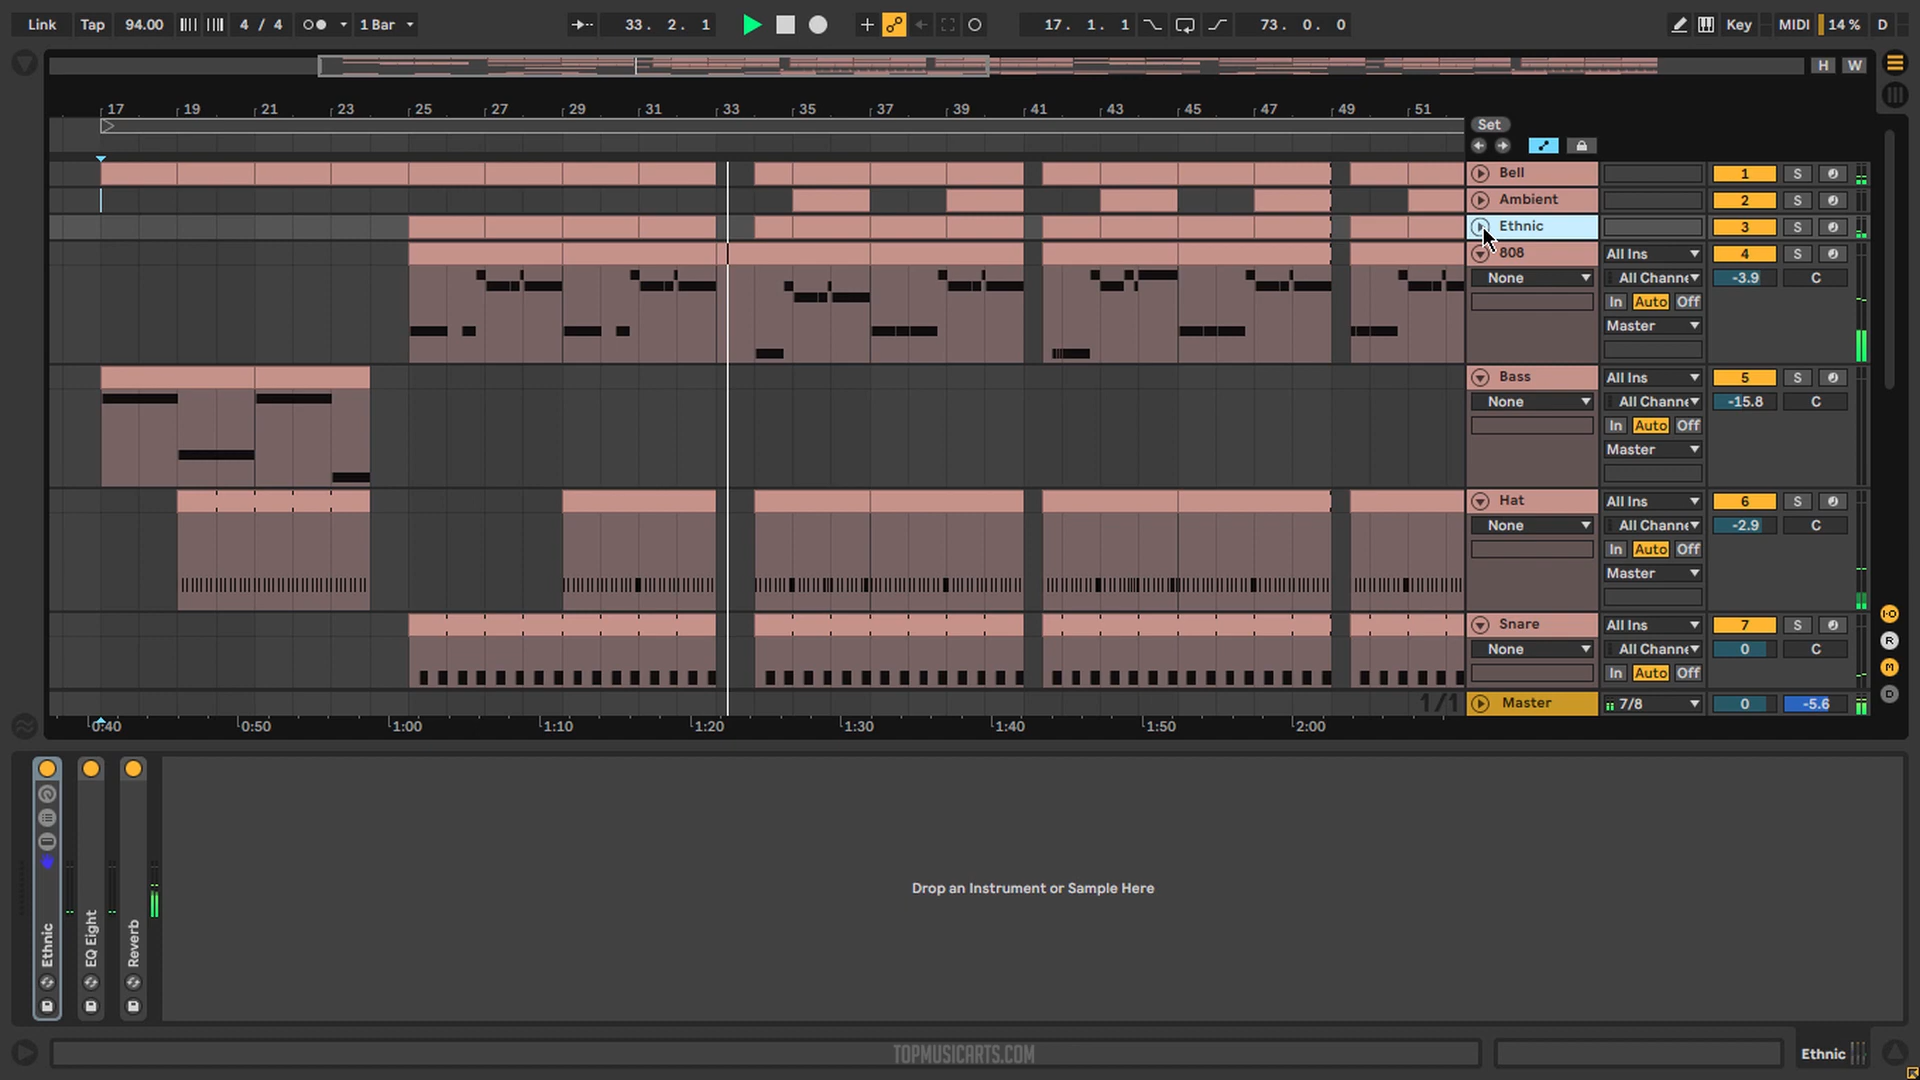 Link Tap 94.00 4 / 4 1 Bar 33. 2. 1 17. 1. 1 73. 0. 0 Key MIDI 14 % D
H W
17 19 21 23 25 27 29 31 33 35 37 39 41 43 45 47 49 51
Set
Bell 1 S
Ambient 2 S
Ethnic 3 S
808 All Ins 4 S
None All Channe -3.9 C
In Auto Off
Master
Bass All Ins 5 S
None All Channe -15.8 C
In Auto Off
Master
Hat All Ins 6 S
None All Channe -2.9 C
In Auto Off
Master
Snare All Ins 7 S
None All Channe 0 C
In Auto Off
1/1 Master 7/8 0 -5.6
0:40 0:50 1:00 1:10 1:20 1:30 1:40 1:50 2:00
I·O
R
M
D
Ethnic
EQ Eight
Reverb
Drop an Instrument or Sample Here
TOPMUSICARTS.COM
Ethnic